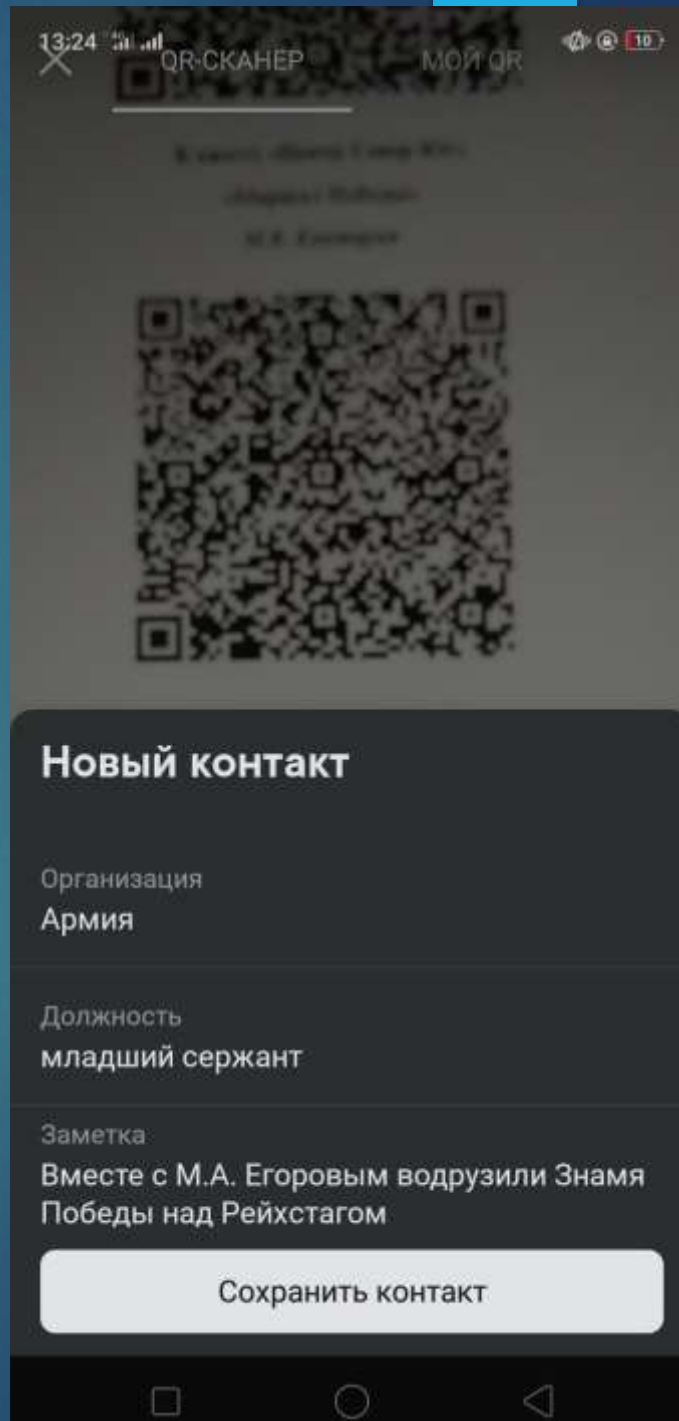 13:24
10
QR-СКАНЕР
МОЙ QR
Новый контакт
Организация
Армия
Должность
младший сержант
Заметка
Вместе с М.А. Егоровым водрузили Знамя
Победы над Рейхстагом
Сохранить контакт